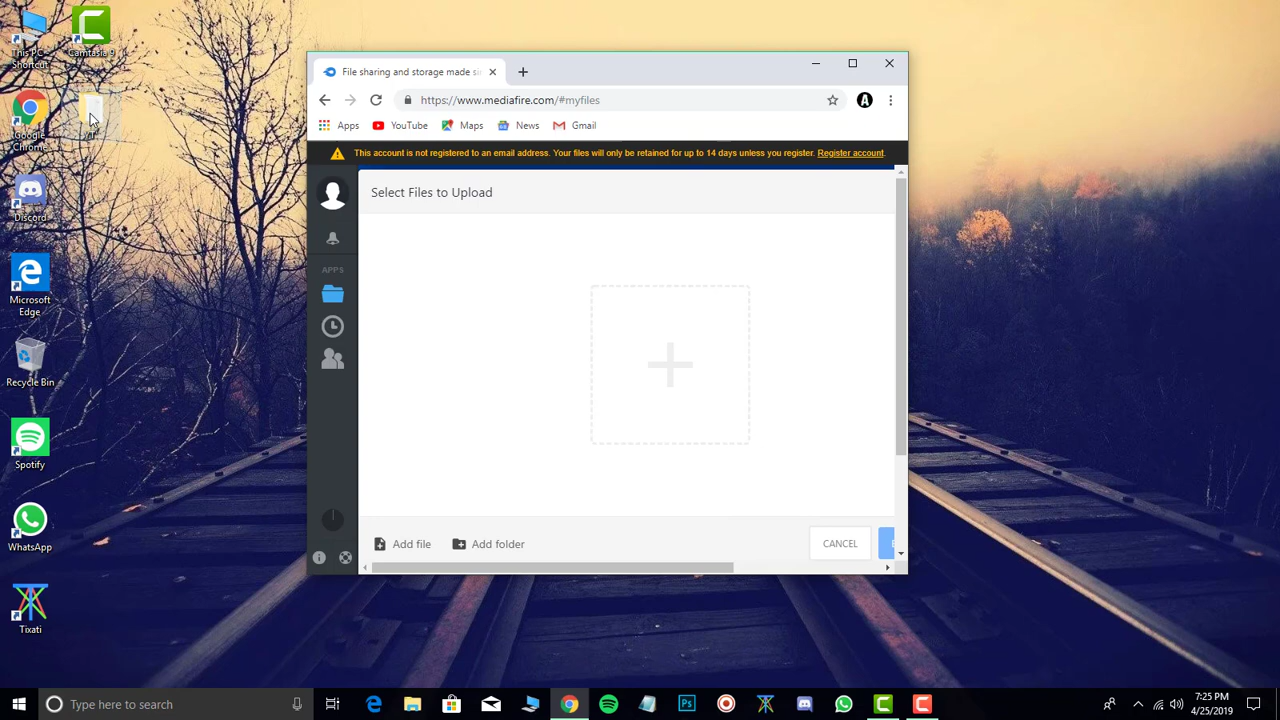 This PC -
Shortcut
Camtasia 9
Google
Chrome
YT
Discord
Microsoft
Edge
Recycle Bin
Spotify
WhatsApp
Tixati
File sharing and storage made si
https://www.mediafire.com/#myfiles
Apps
YouTube
Maps
News
Gmail
This account is not registered to an email address. Your files will only be retained for up to 14 days unless you register. Register account.
Select Files to Upload
APPS
Add file
Add folder
CANCEL
Type here to search
7:25 PM
4/25/2019